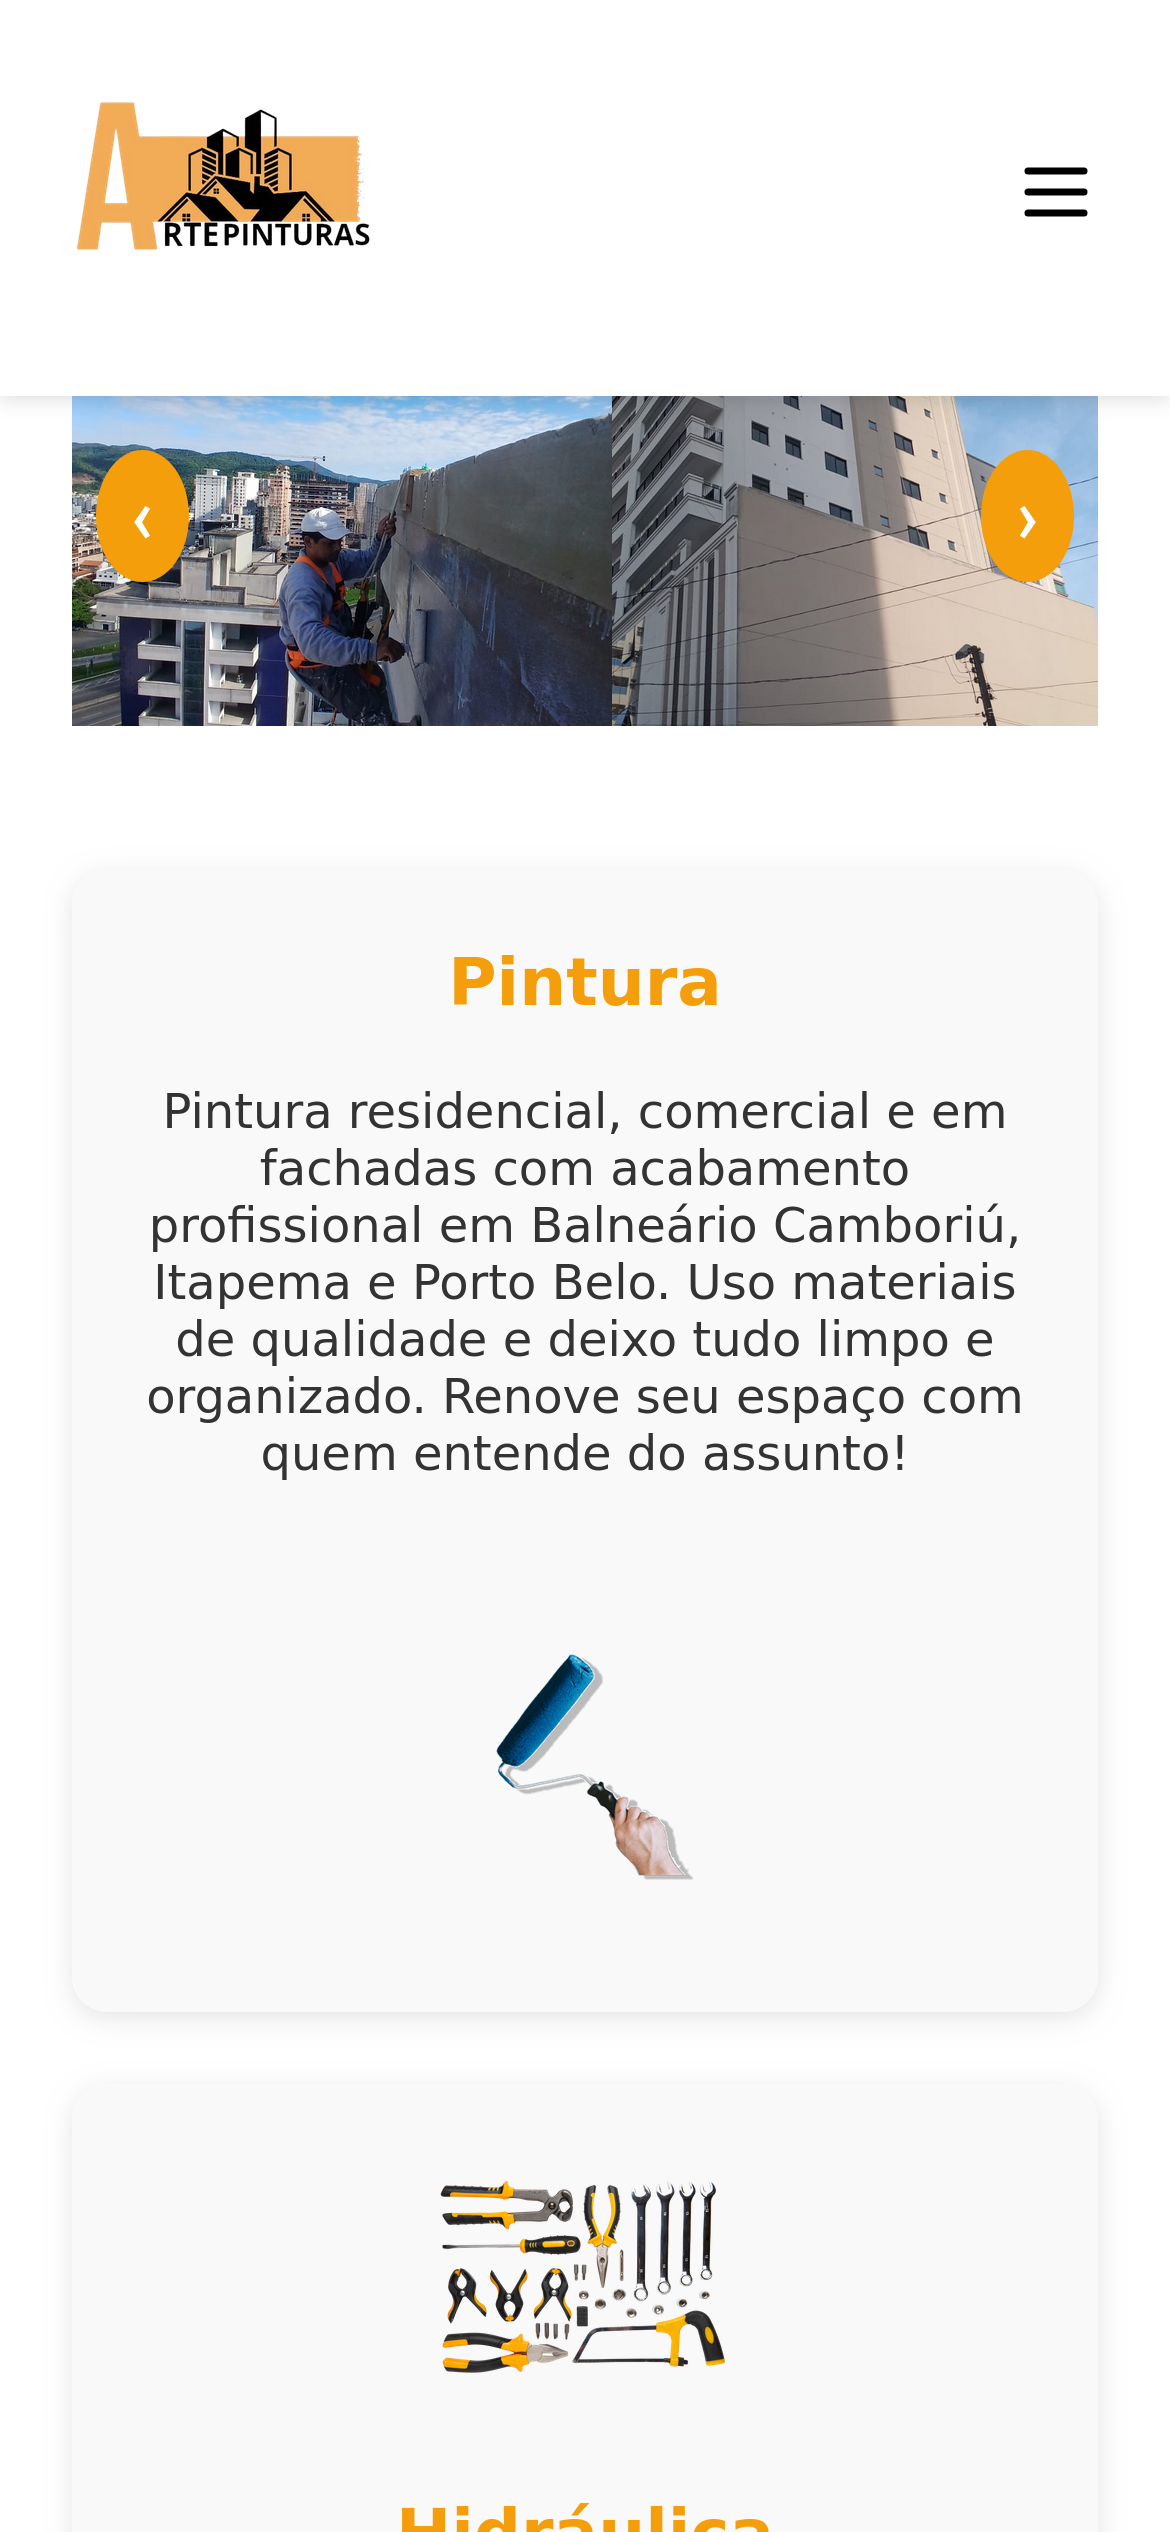 ARTEPINTURAS
‹ ›
Pintura
Pintura residencial, comercial e em
fachadas com acabamento
profissional em Balneário Camboriú,
Itapema e Porto Belo. Uso materiais
de qualidade e deixo tudo limpo e
organizado. Renove seu espaço com
quem entende do assunto!
Hidráulica